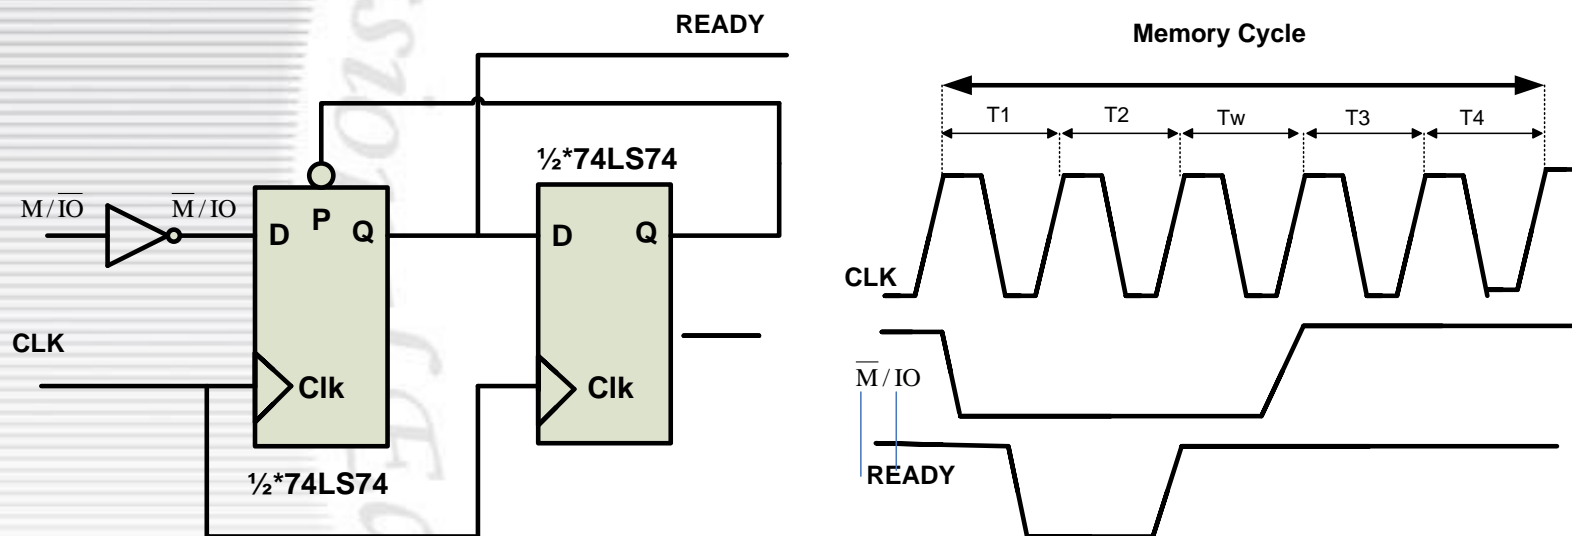 READY
½*74LS74
M/I̅O̅
M̅/IO
D P Q
D Q
CLK
Clk
Clk
½*74LS74
Memory Cycle
T1 T2 Tw T3 T4
CLK
M̅/IO
READY